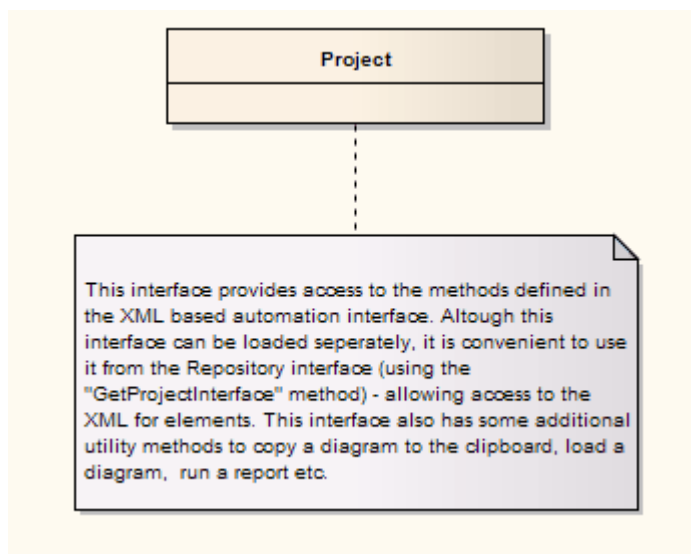 Project
This interface provides access to the methods defined in
the XML based automation interface. Altough this
interface can be loaded seperately, it is convenient to use
it from the Repository interface (using the
"GetProjectInterface" method) - allowing access to the
XML for elements. This interface also has some additional
utility methods to copy a diagram to the clipboard, load a
diagram,  run a report etc.